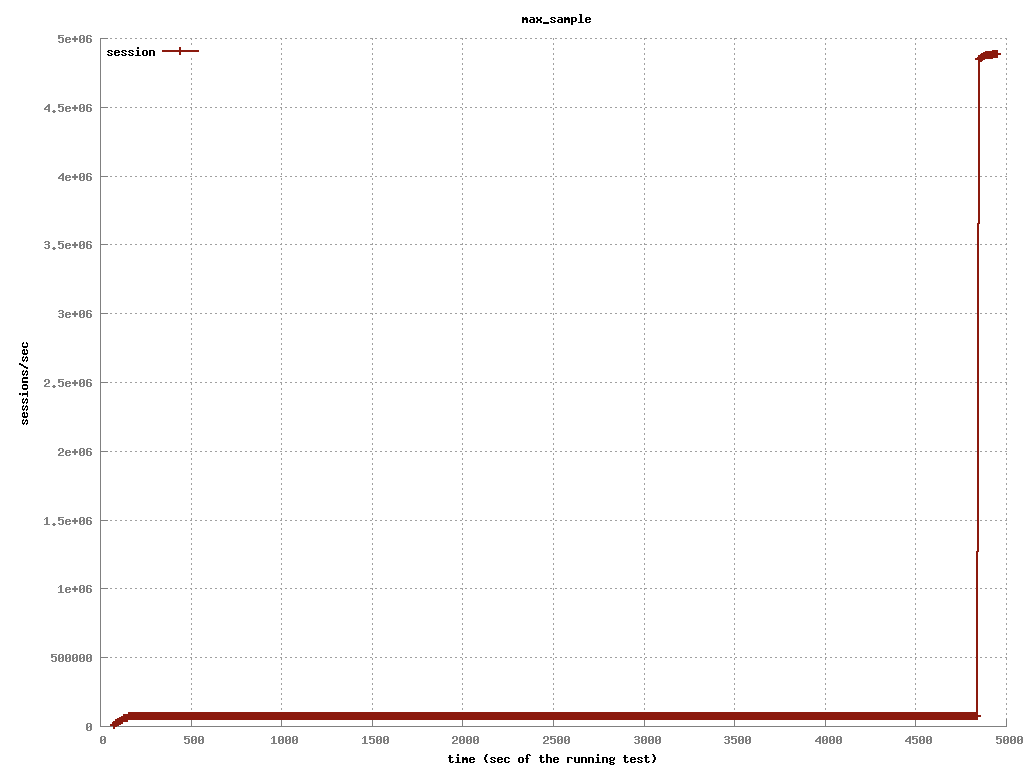 max_sample
5e+06
session
4.5e+06
4e+06
3.5e+06
3e+06
2.5e+06
2e+06
1.5e+06
1e+06
500000
0
sessions/sec
0 500 1000 1500 2000 2500 3000 3500 4000 4500 5000
time (sec of the running test)